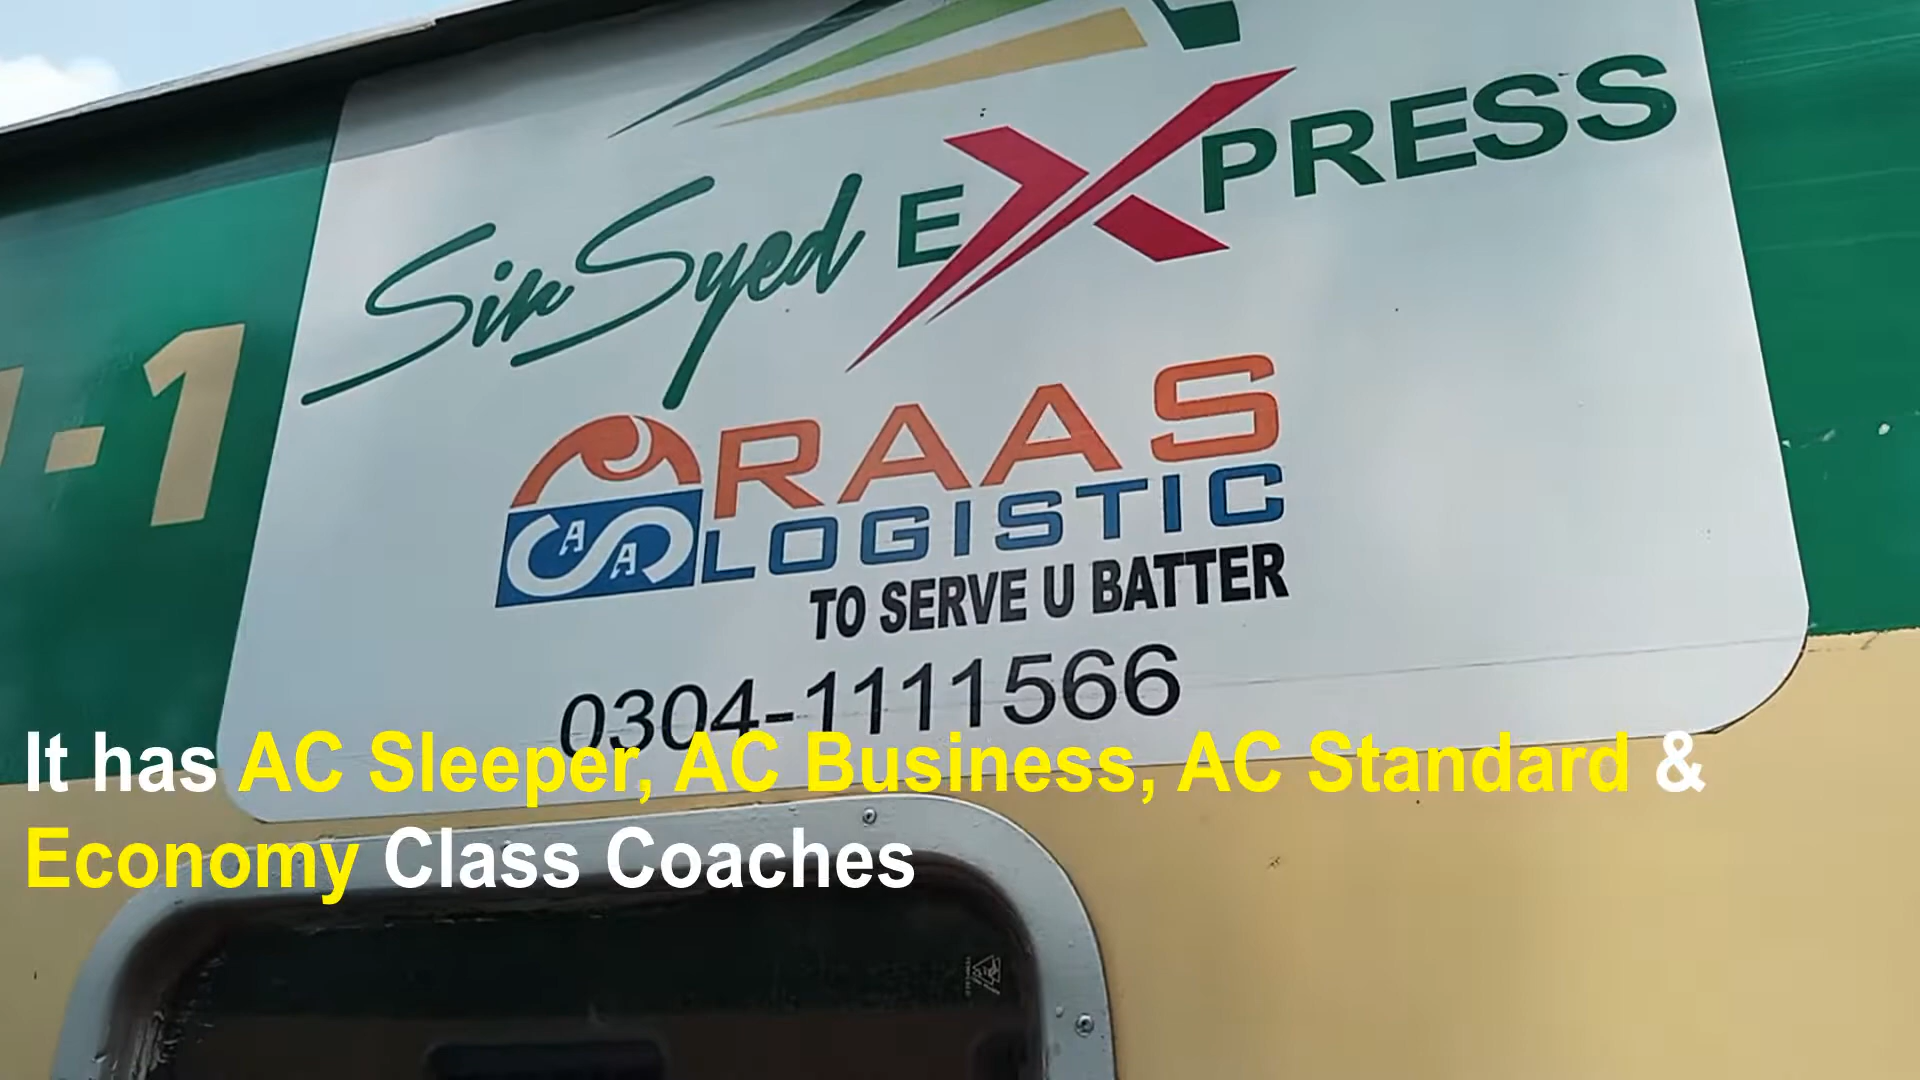 Sir Syed EXPRESS
-1
RAAS
LOGISTIC
TO SERVE U BATTER
0304-1111566
It has AC Sleeper, AC Business, AC Standard &
Economy Class Coaches